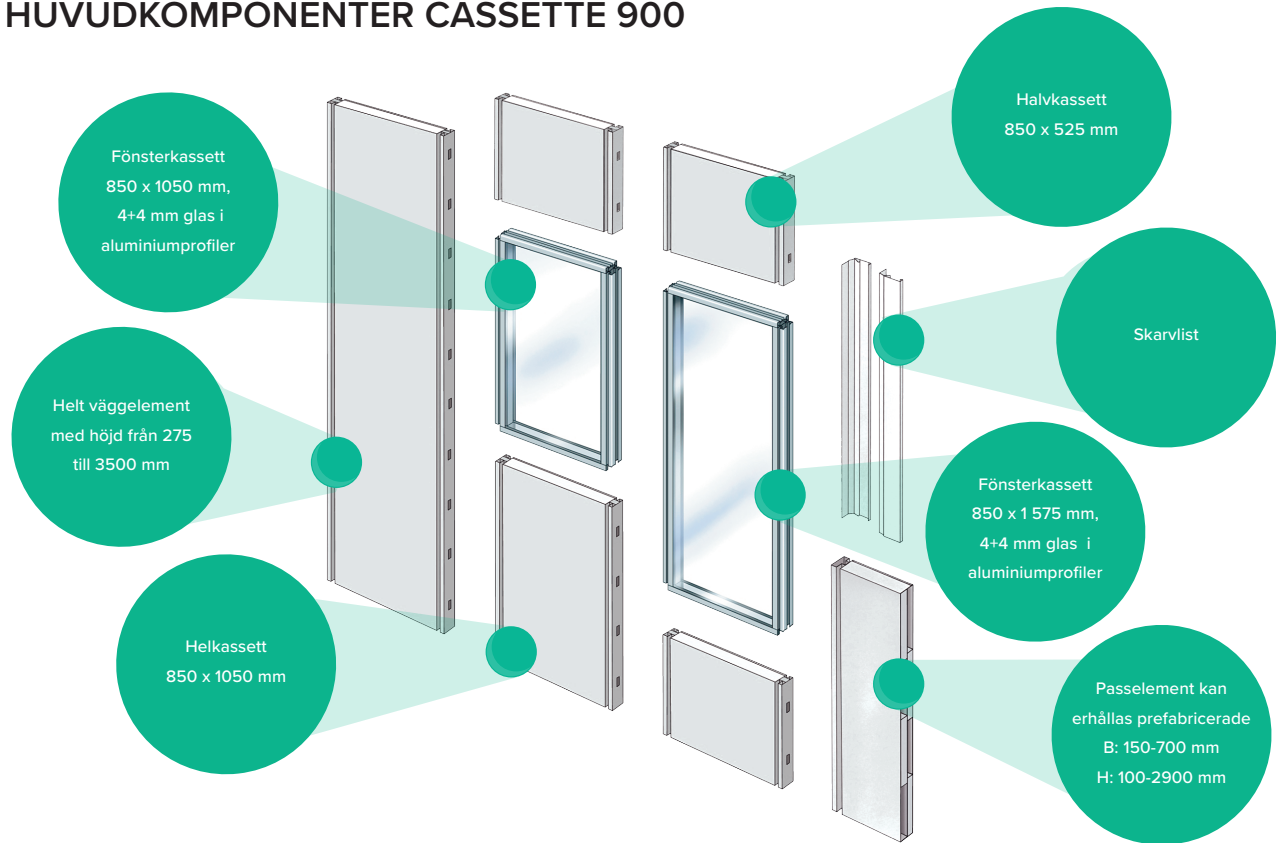 HUVUDKOMPONENTER CASSETTE 900
Fönsterkassett
850 x 1050 mm,
4+4 mm glas i
aluminiumprofiler
Helt väggelement
med höjd från 275
till 3500 mm
Helkassett
850 x 1050 mm
Halvkassett
850 x 525 mm
Skarvlist
Fönsterkassett
850 x 1 575 mm,
4+4 mm glas i
aluminiumprofiler
Passelement kan
erhållas prefabricerade
B: 150-700 mm
H: 100-2900 mm